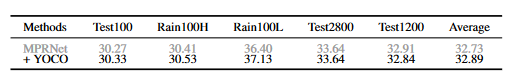 Methods Test100 Rain100H Rain100L Test2800 Test1200 Average
MPRNet 30.27 30.41 36.40 33.64 32.91 32.73
+ YOCO 30.33 30.53 37.13 33.64 32.84 32.89